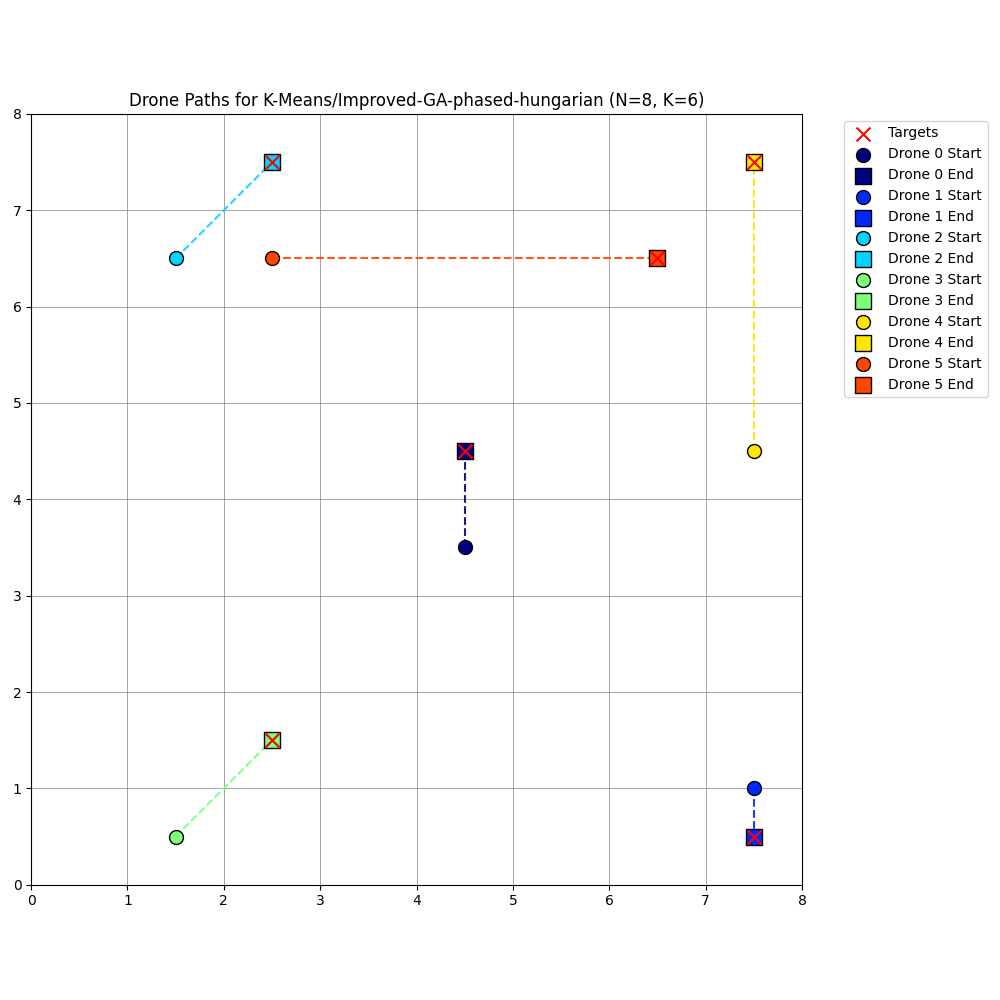 Drone Paths for K-Means/Improved-GA-phased-hungarian (N=8, K=6)
8
7
6
5
4
3
2
1
0
0 1 2 3 4 5 6 7 8
Targets
Drone 0 Start
Drone 0 End
Drone 1 Start
Drone 1 End
Drone 2 Start
Drone 2 End
Drone 3 Start
Drone 3 End
Drone 4 Start
Drone 4 End
Drone 5 Start
Drone 5 End